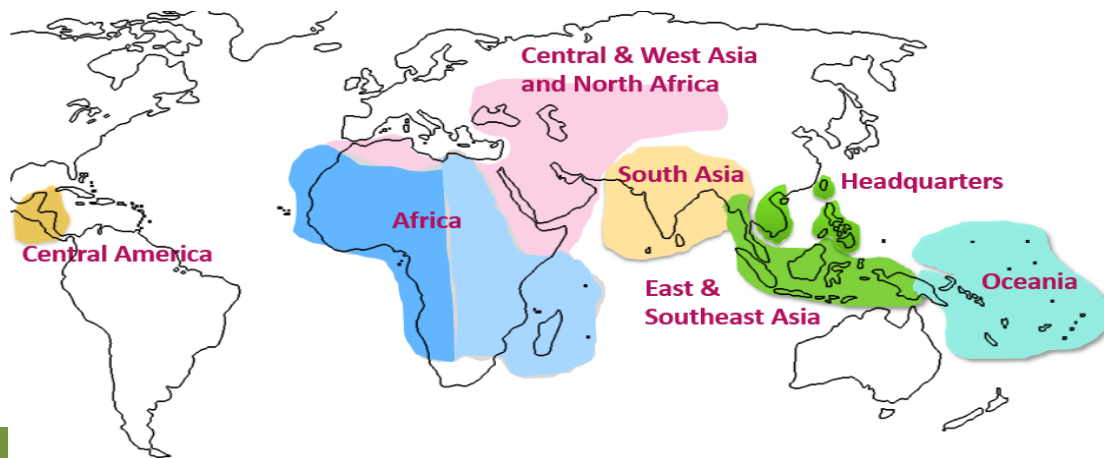 Central & West Asia
and North Africa
South Asia
Headquarters
Africa
Central America
East &
Southeast Asia
Oceania